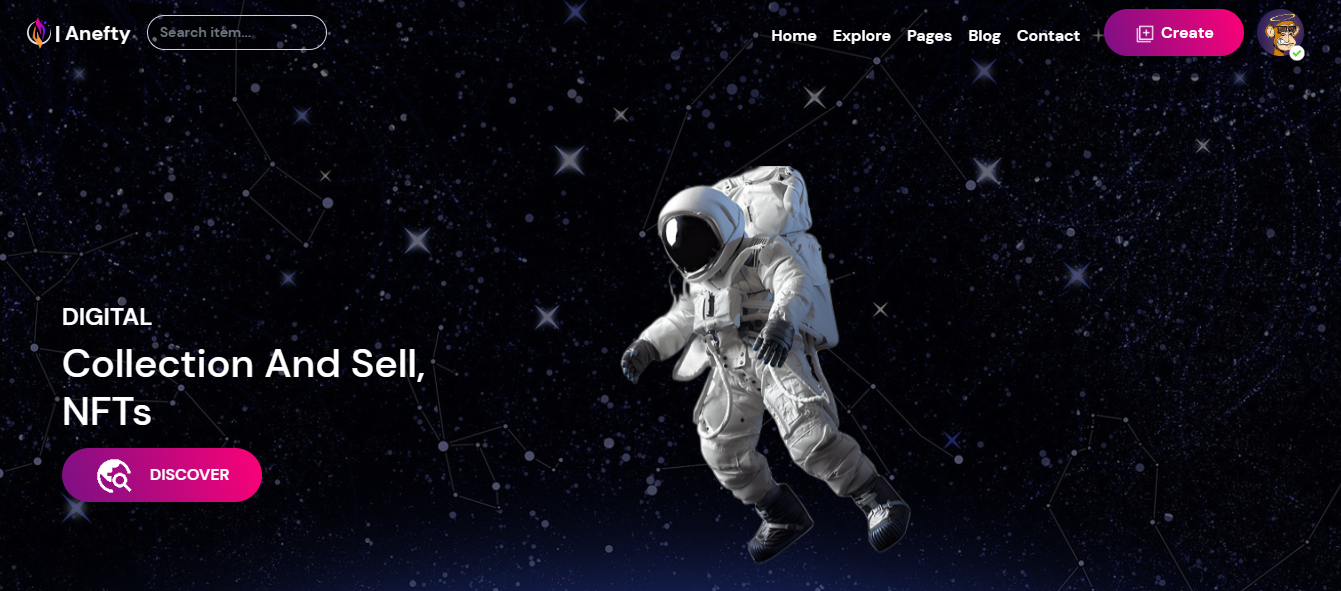 | Anefty
Search item...
Home
Explore
Pages
Blog
Contact
Create
DIGITAL
Collection And Sell,
NFTs
DISCOVER